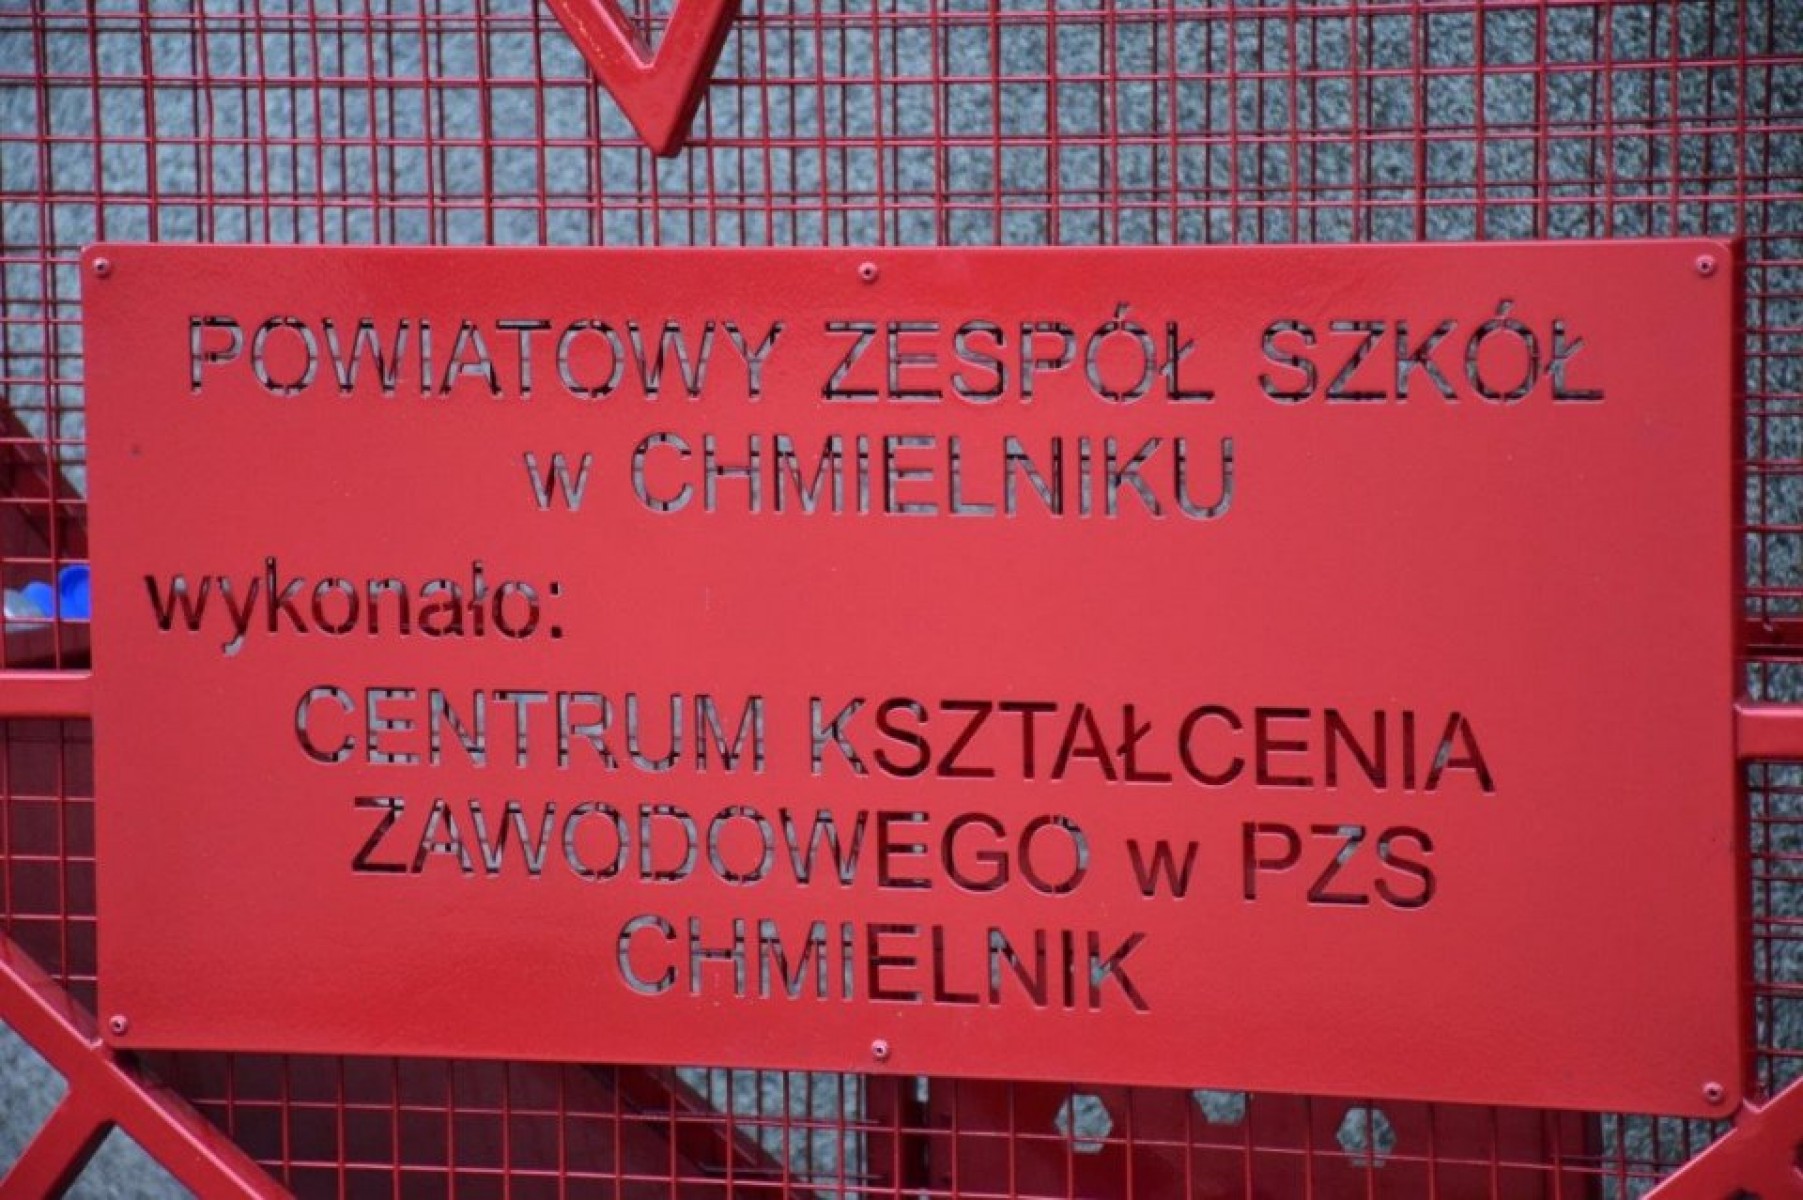 POWIATOWY ZESPÓŁ SZKÓŁ
w CHMIELNIKU
wykonało:
CENTRUM KSZTAŁCENIA
ZAWODOWEGO w PZS
CHMIELNIK